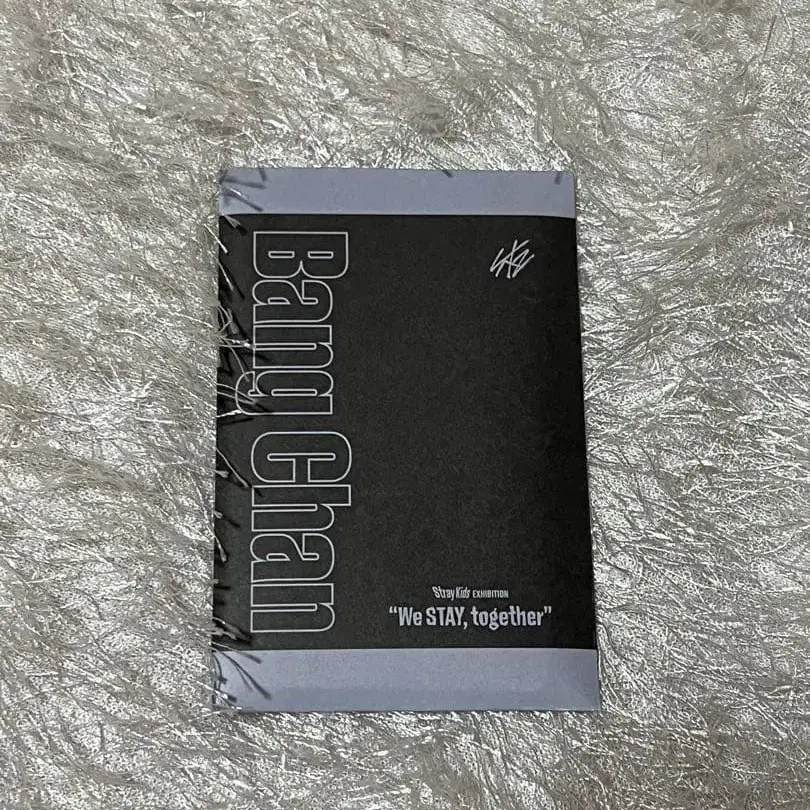 Bang Chan
SKZ
Stray Kids EXHIBITION
“We STAY, together”